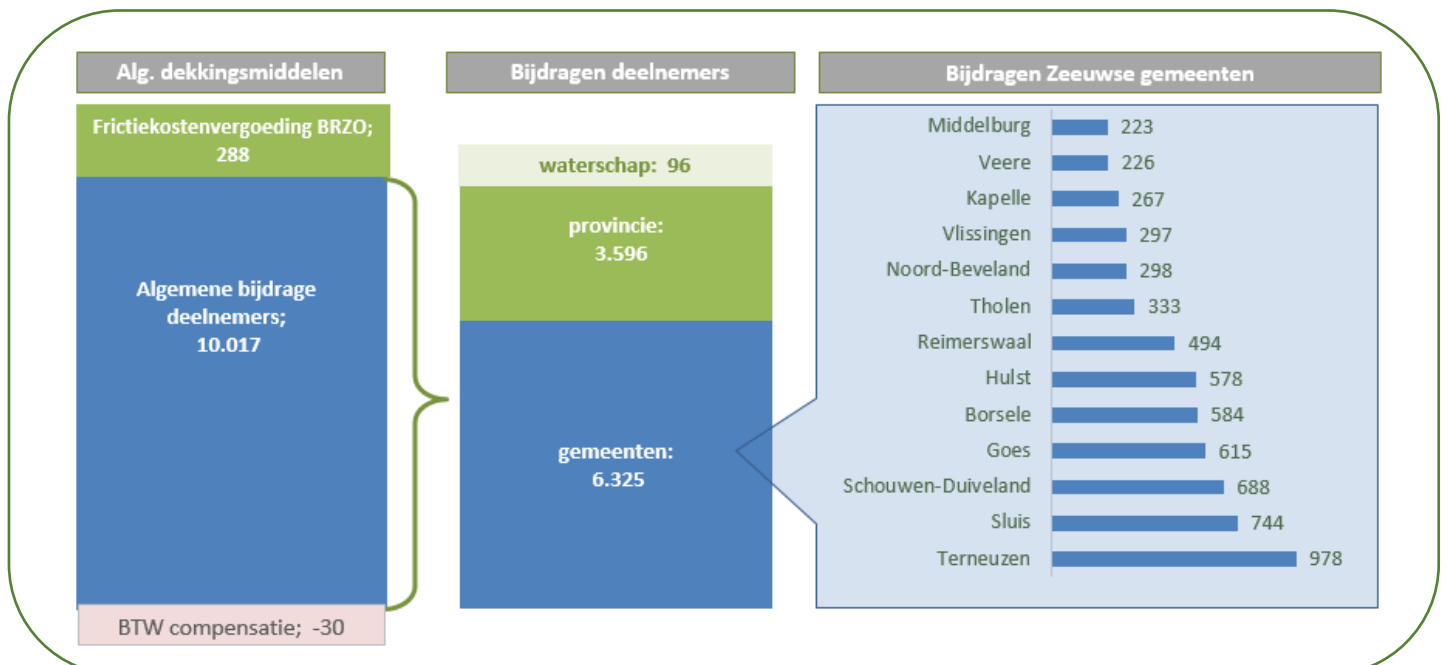 Alg. dekkingsmiddelen
Frictiekostenvergoeding BRZO;
288
Algemene bijdrage
deelnemers;
10.017
BTW compensatie; -30
Bijdragen deelnemers
waterschap: 96
provincie:
3.596
gemeenten:
6.325
Bijdragen Zeeuwse gemeenten
Middelburg 223
Veere 226
Kapelle 267
Vlissingen 297
Noord-Beveland 298
Tholen 333
Reimerswaal 494
Hulst 578
Borsele 584
Goes 615
Schouwen-Duiveland 688
Sluis 744
Terneuzen 978